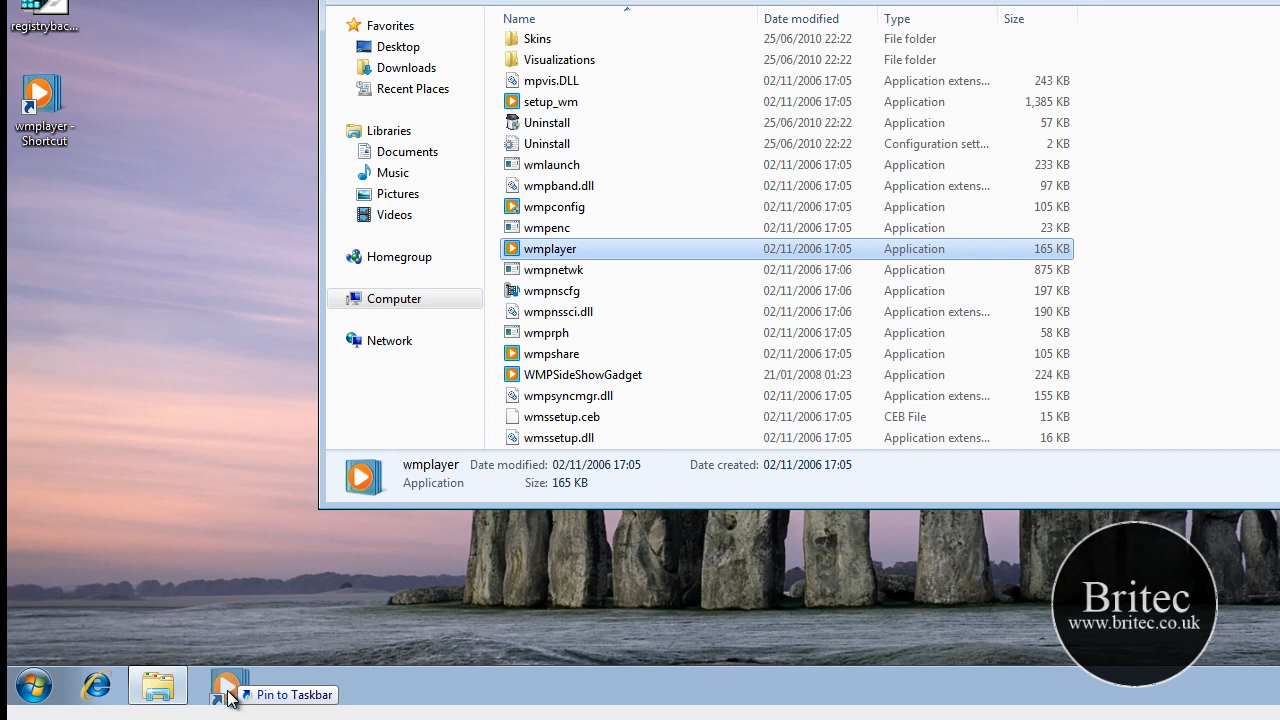 registrybac...
wmplayer -
Shortcut
Favorites
Desktop
Downloads
Recent Places
Libraries
Documents
Music
Pictures
Videos
Homegroup
Computer
Network
Name Date modified Type Size
Skins 25/06/2010 22:22 File folder
Visualizations 25/06/2010 22:22 File folder
mpvis.DLL 02/11/2006 17:05 Application extens... 243 KB
setup_wm 02/11/2006 17:05 Application 1,385 KB
Uninstall 25/06/2010 22:22 Application 57 KB
Uninstall 25/06/2010 22:22 Configuration sett... 2 KB
wmlaunch 02/11/2006 17:05 Application 233 KB
wmpband.dll 02/11/2006 17:05 Application extens... 97 KB
wmpconfig 02/11/2006 17:05 Application 105 KB
wmpenc 02/11/2006 17:05 Application 23 KB
wmplayer 02/11/2006 17:05 Application 165 KB
wmpnetwk 02/11/2006 17:06 Application 875 KB
wmpnscfg 02/11/2006 17:06 Application 197 KB
wmpnssci.dll 02/11/2006 17:06 Application extens... 190 KB
wmprph 02/11/2006 17:05 Application 58 KB
wmpshare 02/11/2006 17:05 Application 105 KB
WMPSideShowGadget 21/01/2008 01:23 Application 224 KB
wmpsyncmgr.dll 02/11/2006 17:05 Application extens... 155 KB
wmssetup.ceb 02/11/2006 17:05 CEB File 15 KB
wmssetup.dll 02/11/2006 17:05 Application extens... 16 KB
wmplayer Date modified: 02/11/2006 17:05 Date created: 02/11/2006 17:05
Application Size: 165 KB
Britec
www.britec.co.uk
Pin to Taskbar